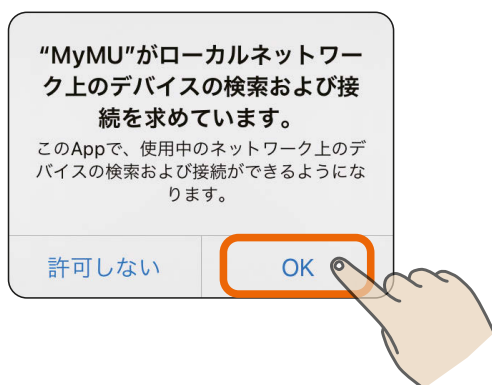 “MyMU”がローカルネットワー
ク上のデバイスの検索および接
続を求めています。
このAppで、使用中のネットワーク上のデ
バイスの検索および接続ができるようにな
ります。
許可しない
OK